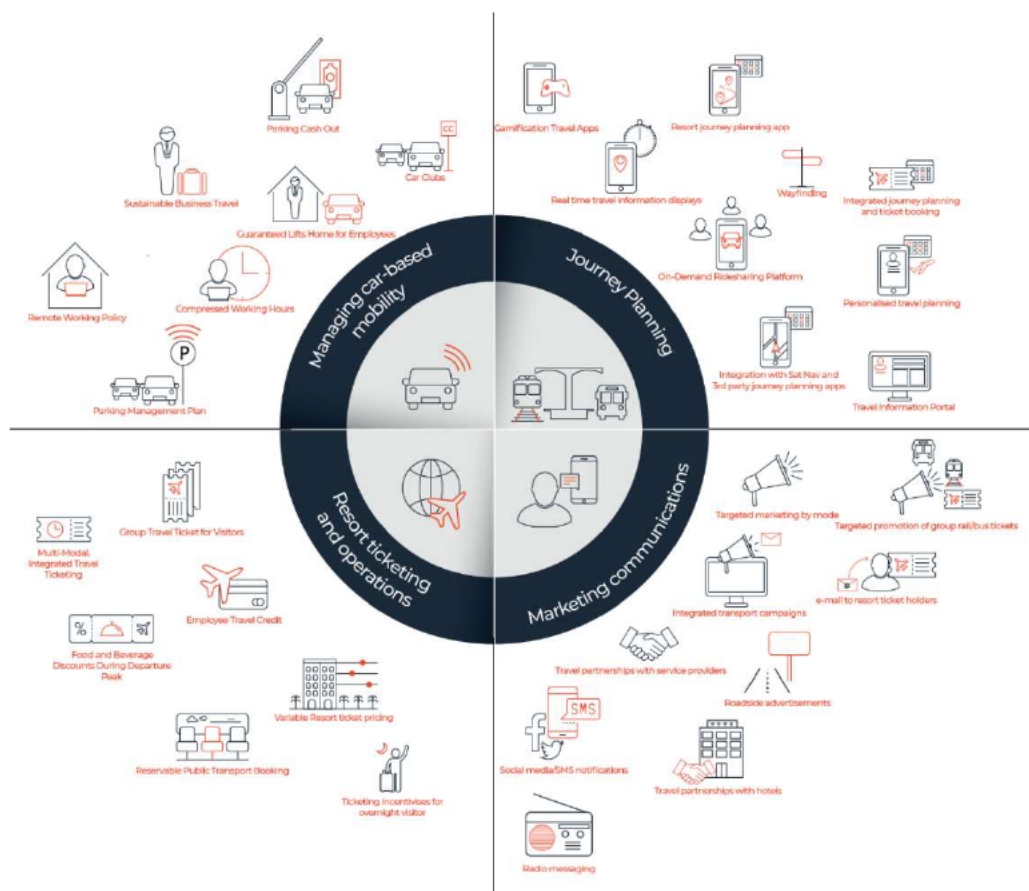 Parking Cash Out
CC
Car Clubs
Sustainable Business Travel
Guaranteed Lifts Home for Employees
Remote Working Policy
Compressed Working Hours
P
Parking Management Plan
Managing car-based
mobility
Gamification Travel Apps
Resort journey planning app
Real time travel information displays
Wayfinding
Integrated journey planning
and ticket booking
On-Demand Ridesharing Platform
Personalised travel planning
Integration with Sat Nav and
3rd party journey planning apps
Travel Information Portal
Journey Planning
Group Travel Ticket for Visitors
Multi-Modal,
Integrated Travel
Ticketing
Employee Travel Credit
%
Food and Beverage
Discounts During Departure
Peak
Variable Resort ticket pricing
Reservable Public Transport Booking
Ticketing Incentivises for
overnight visitor
Resort ticketing
and operations
Targeted marketing by mode
Targeted promotion of group rail/bus tickets
Integrated transport campaigns
e-mail to resort ticket holders
Travel partnerships with service providers
Roadside advertisements
SMS
Social media/SMS notifications
Travel partnerships with hotels
Radio messaging
Marketing communications